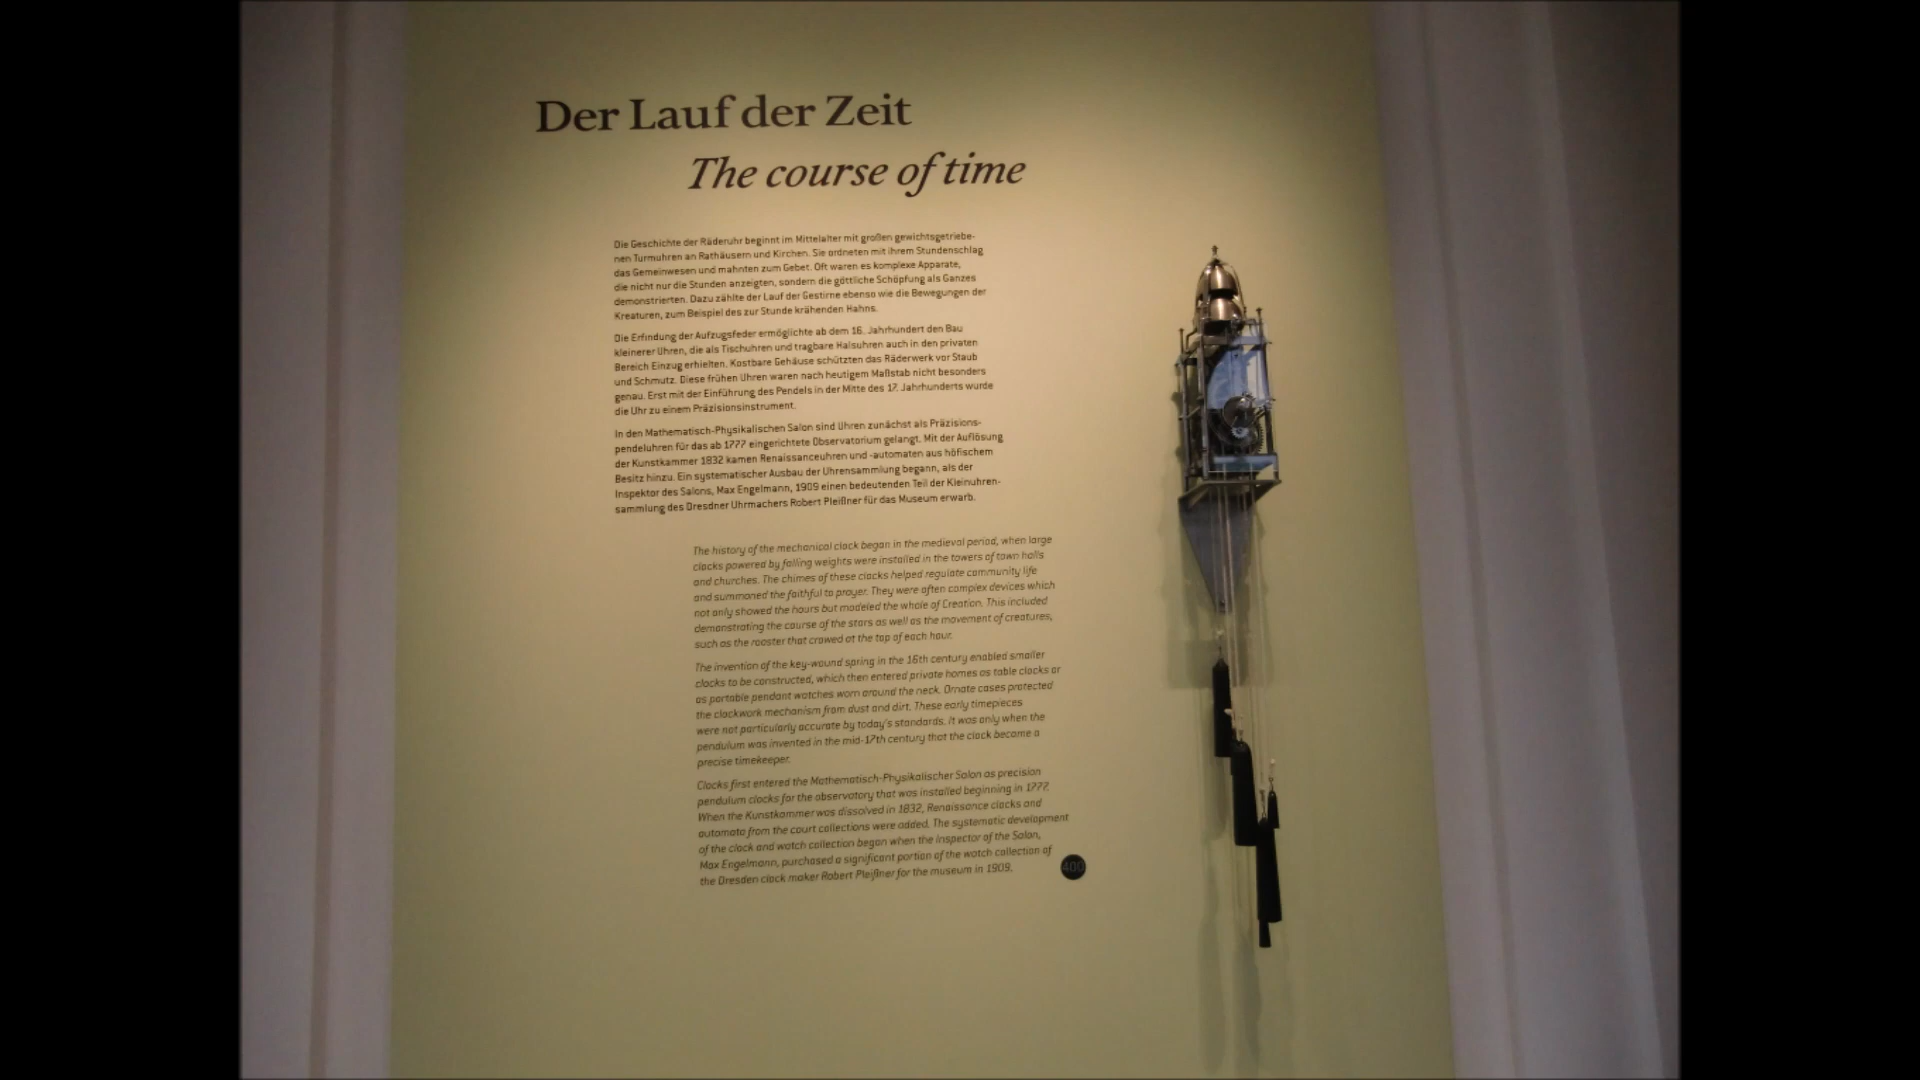 Der Lauf der Zeit
The course of time
Die Geschichte der Räderuhr beginnt im Mittelalter mit großen gewichtsgetriebe-
nen Turmuhren an Rathäusern und Kirchen. Sie ordneten mit ihrem Stundenschlag
das Gemeinwesen und mahnten zum Gebet. Oft waren es komplexe Apparate,
die nicht nur die Stunden anzeigten, sondern die göttliche Schöpfung als Ganzes
demonstrierten. Dazu zählte der Lauf der Gestirne ebenso wie die Bewegungen der
Kreaturen, zum Beispiel des zur Stunde krähenden Hahns.
Die Erfindung der Aufzugsfeder ermöglichte ab dem 16. Jahrhundert den Bau
kleinerer Uhren, die als Tischuhren und tragbare Halsuhren auch in den privaten
Bereich Einzug erhielten. Kostbare Gehäuse schützten das Räderwerk vor Staub
und Schmutz. Diese frühen Uhren waren nach heutigem Maßstab nicht besonders
genau. Erst mit der Einführung des Pendels in der Mitte des 17. Jahrhunderts wurde
die Uhr zu einem Präzisionsinstrument.
In den Mathematisch-Physikalischen Salon sind Uhren zunächst als Präzisions-
pendeluhren für das ab 1777 eingerichtete Observatorium gelangt. Mit der Auflösung
der Kunstkammer 1832 kamen Renaissanceuhren und -automaten aus höfischem
Besitz hinzu. Ein systematischer Ausbau der Uhrensammlung begann, als der
Inspektor des Salons, Max Engelmann, 1909 einen bedeutenden Teil der Kleinuhren-
sammlung des Dresdner Uhrmachers Robert Pleißner für das Museum erwarb.
The history of the mechanical clock began in the medieval period, when large
clocks powered by falling weights were installed in the towers of town halls
and churches. The chimes of these clocks helped regulate community life
and summoned the faithful to prayer. They were often complex devices which
not only showed the hours but modeled the whole of Creation. This included
demonstrating the course of the stars as well as the movement of creatures,
such as the rooster that crowed at the top of each hour.
The invention of the key-wound spring in the 16th century enabled smaller
clocks to be constructed, which then entered private homes as table clocks or
as portable pendant watches worn around the neck. Ornate cases protected
the clockwork mechanism from dust and dirt. These early timepieces
were not particularly accurate by today's standards. It was only when the
pendulum was invented in the mid-17th century that the clock became a
precise timekeeper.
Clocks first entered the Mathematisch-Physikalischer Salon as precision
pendulum clocks for the observatory that was installed beginning in 1777.
When the Kunstkammer was dissolved in 1832, Renaissance clocks and
automata from the court collections were added. The systematic development
of the clock and watch collection began when the inspector of the Salon,
Max Engelmann, purchased a significant portion of the watch collection of
the Dresden clock maker Robert Pleißner for the museum in 1909.
400